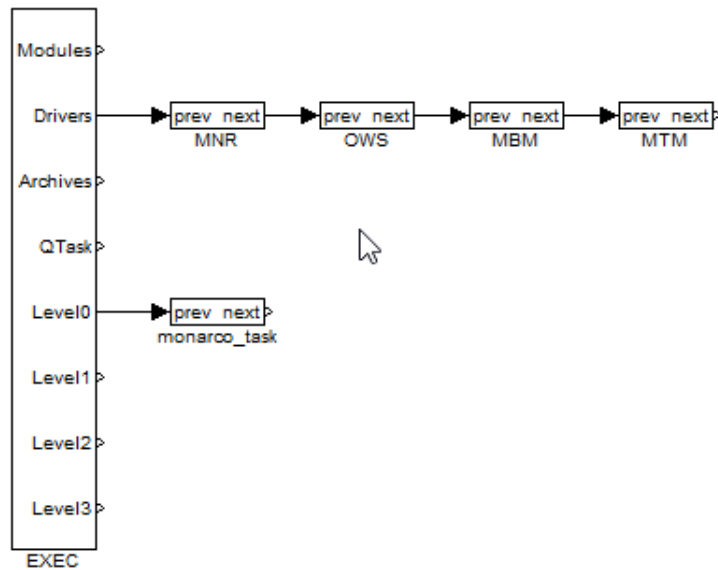 Modules
Drivers
prev next
prev next
prev next
prev next
MNR
OWS
MBM
MTM
Archives
QTask
Level0
prev next
monarco_task
Level1
Level2
Level3
EXEC